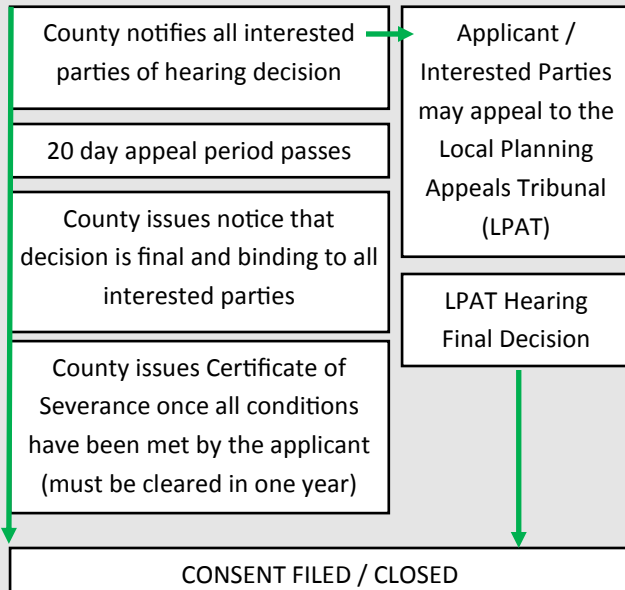 County notifies all interested
parties of hearing decision
20 day appeal period passes
County issues notice that
decision is final and binding to all
interested parties
County issues Certificate of
Severance once all conditions
have been met by the applicant
(must be cleared in one year)
Applicant /
Interested Parties
may appeal to the
Local Planning
Appeals Tribunal
(LPAT)
LPAT Hearing
Final Decision
CONSENT FILED / CLOSED